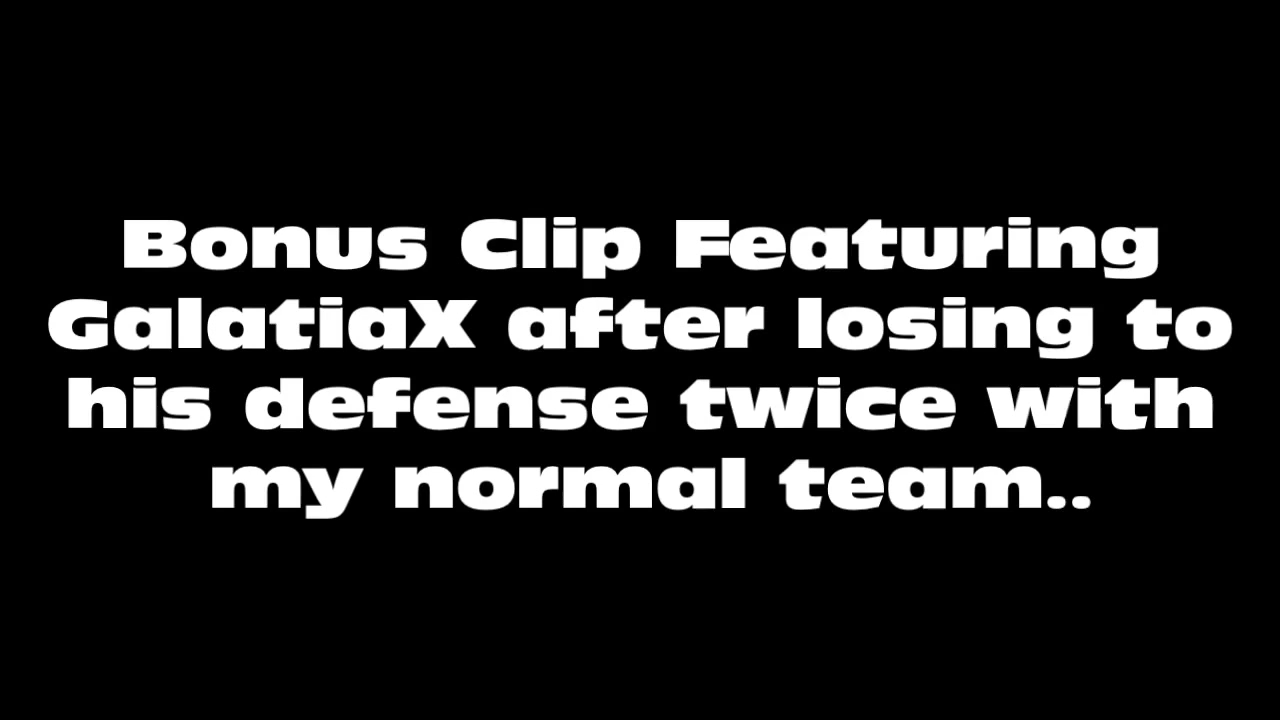 Bonus Clip Featuring
GalatiaX after losing to
his defense twice with
my normal team..